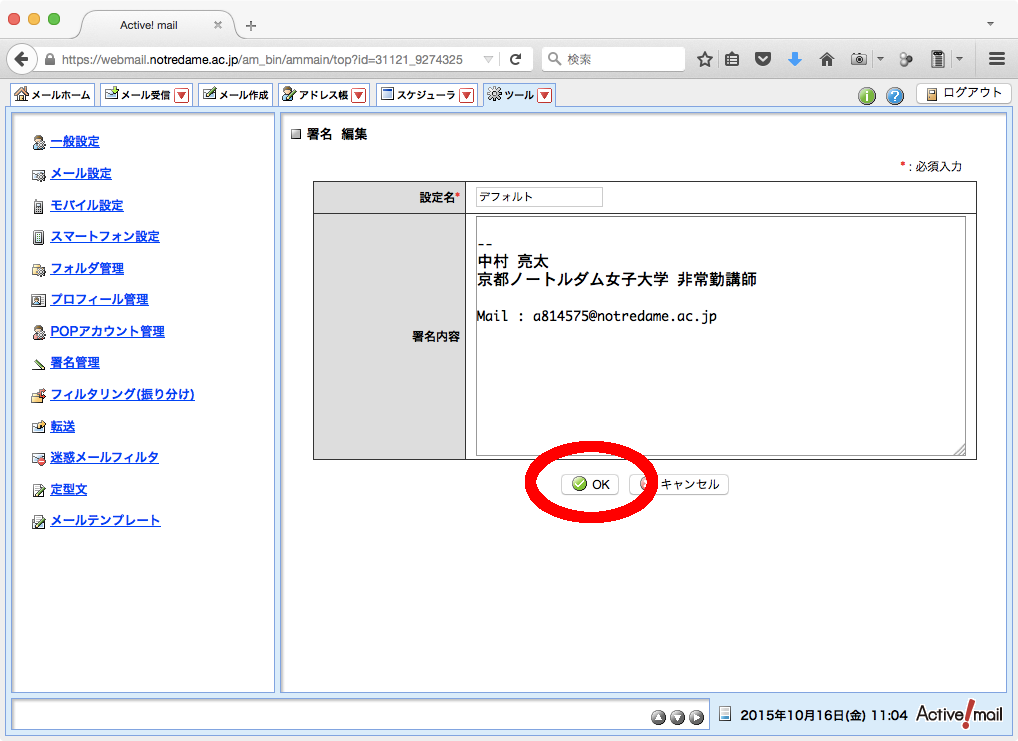 Active! mail
https://webmail.notredame.ac.jp/am_bin/ammain/top?id=31121_9274325
検索
メールホーム メール受信 メール作成 アドレス帳 スケジューラ ツール ログアウト
一般設定
メール設定
モバイル設定
スマートフォン設定
フォルダ管理
プロフィール管理
POPアカウント管理
署名管理
フィルタリング(振り分け)
転送
迷惑メールフィルタ
定型文
メールテンプレート
署名 編集
* : 必須入力
設定名* デフォルト
署名内容
--
中村 亮太
京都ノートルダム女子大学 非常勤講師
Mail : a814575@notredame.ac.jp
OK キャンセル
2015年10月16日(金) 11:04 Active! mail